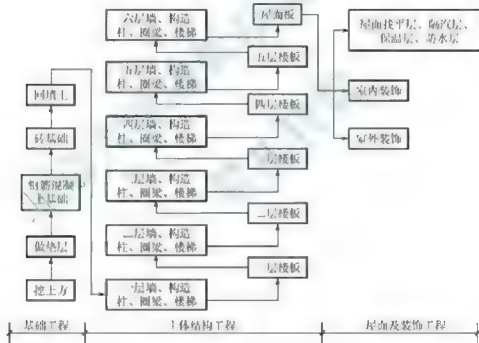 六层墙、构造
柱、圈梁、楼梯
屋面板
五层楼板
五层墙、构造
柱、圈梁、楼梯
四层楼板
四层墙、构造
柱、圈梁、楼梯
层楼板
层墙、构造
柱、圈梁、楼梯
二层楼板
二层墙、构造
柱、圈梁、楼梯
层楼板
层墙、构造
柱、圈梁、楼梯
回填土
砖基础
钢筋混凝
土基础
做垫层
挖土方
屋面找平层、隔汽层、
保温层、防水层
室内装饰
室外装饰
基础工程
主体结构工程
屋面及装饰工程